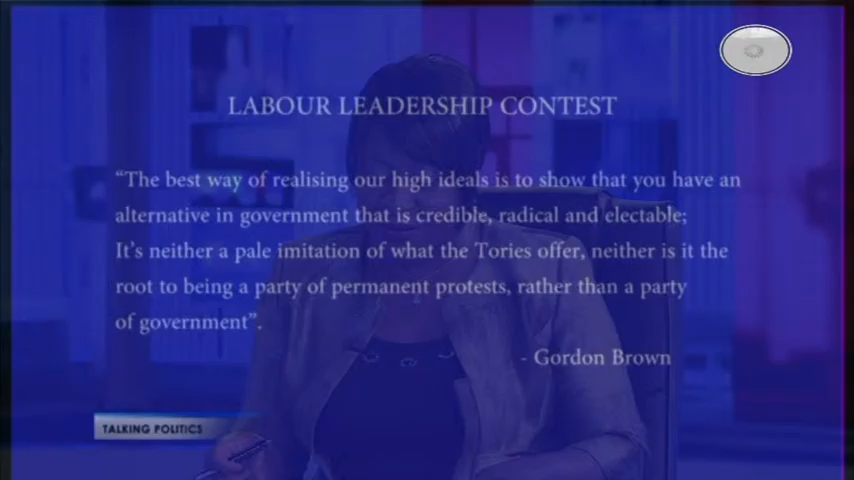 LABOUR LEADERSHIP CONTEST
“The best way of realising our high ideals is to show that you have an
alternative in government that is credible, radical and electable;
It’s neither a pale imitation of what the Tories offer, neither is it the
root to being a party of permanent protests, rather than a party
of government”.
- Gordon Brown
TALKING POLITICS